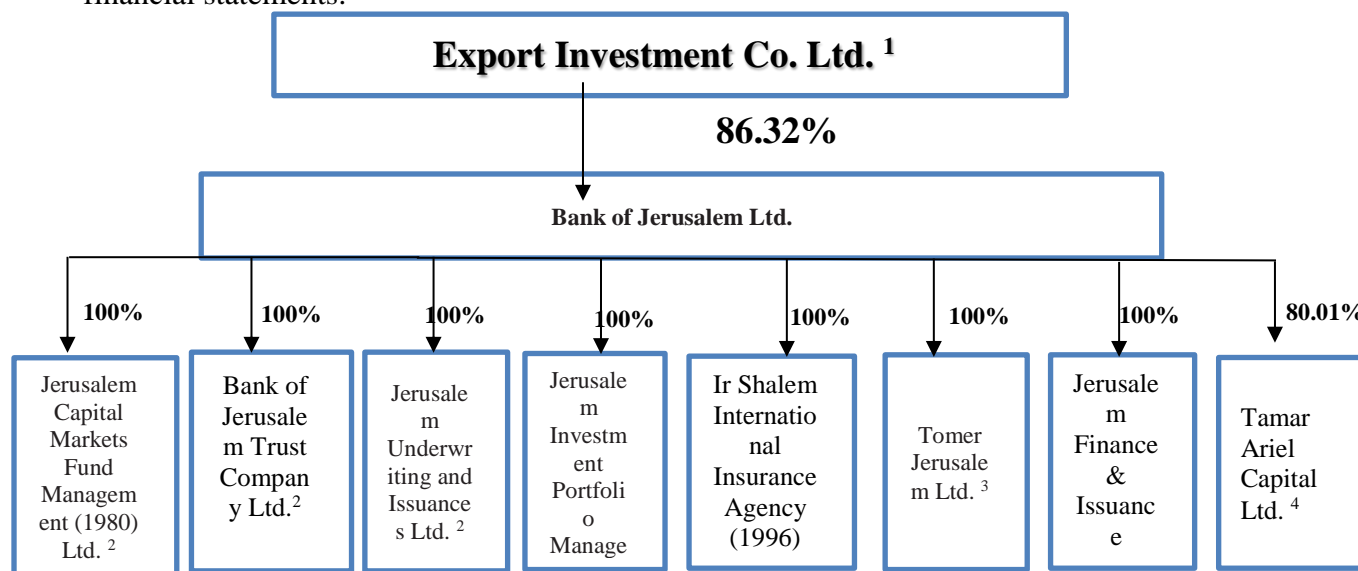 financial statements.
Export Investment Co. Ltd. 1
86.32%
Bank of Jerusalem Ltd.
100%
100%
100%
100%
100%
100%
100%
80.01%
Jerusalem
Capital
Markets
Fund
Managem
ent (1980)
Ltd. 2
Bank of
Jerusale
m Trust
Compan
y Ltd.2
Jerusale
m
Underwr
iting and
Issuance
s Ltd. 2
Jerusale
m
Investm
ent
Portfoli
o
Manage
Ir Shalem
Internatio
nal
Insurance
Agency
(1996)
Tomer
Jerusale
m Ltd. 3
Jerusale
m
Finance
&
Issuanc
e
Tamar
Ariel
Capital
Ltd. 4